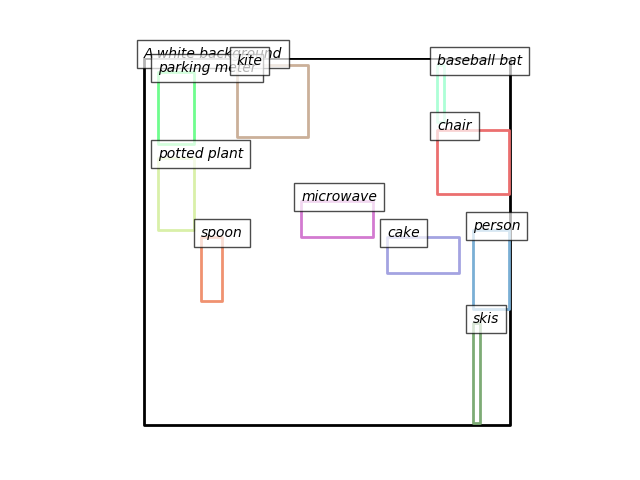 A white background
parking meter
kite
baseball bat
chair
potted plant
microwave
spoon
cake
person
skis